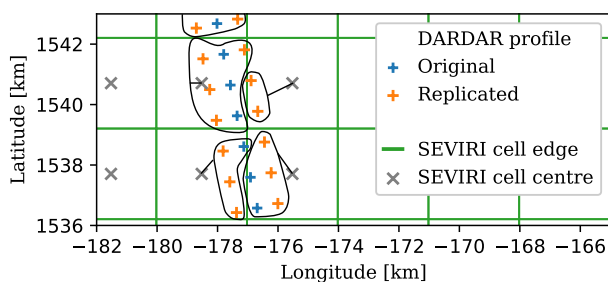 1542
1540
1538
1536
Latitude [km]
DARDAR profile
Original
Replicated
SEVIRI cell edge
SEVIRI cell centre
−182 −180 −178 −176 −174 −172 −170 −168 −166
Longitude [km]